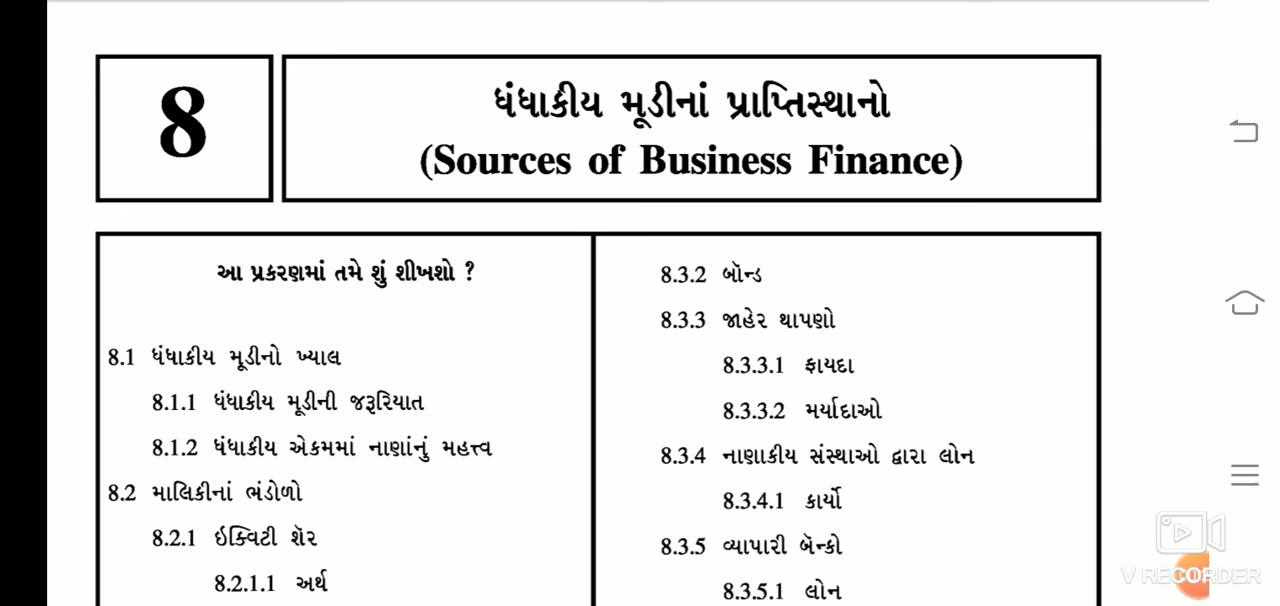 8
ધંધાકીય મૂડીનાં પ્રાપ્તિસ્થાનો
(Sources of Business Finance)
આ પ્રકરણમાં તમે શું શીખશો ?
8.1 ધંધાકીય મૂડીનો ખ્યાલ
8.1.1 ધંધાકીય મૂડીની જરૂરિયાત
8.1.2 ધંધાકીય એકમમાં નાણાંનું મહત્ત્વ
8.2 માલિકીનાં ભંડોળો
8.2.1 ઇક્વિટી શૅર
8.2.1.1 અર્થ
8.3.2 બૉન્ડ
8.3.3 જાહેર થાપણો
8.3.3.1 ફાયદા
8.3.3.2 મર્યાદાઓ
8.3.4 નાણાકીય સંસ્થાઓ દ્વારા લોન
8.3.4.1 કાર્યો
8.3.5 વ્યાપારી બૅન્કો
8.3.5.1 લોન
V RECORDER